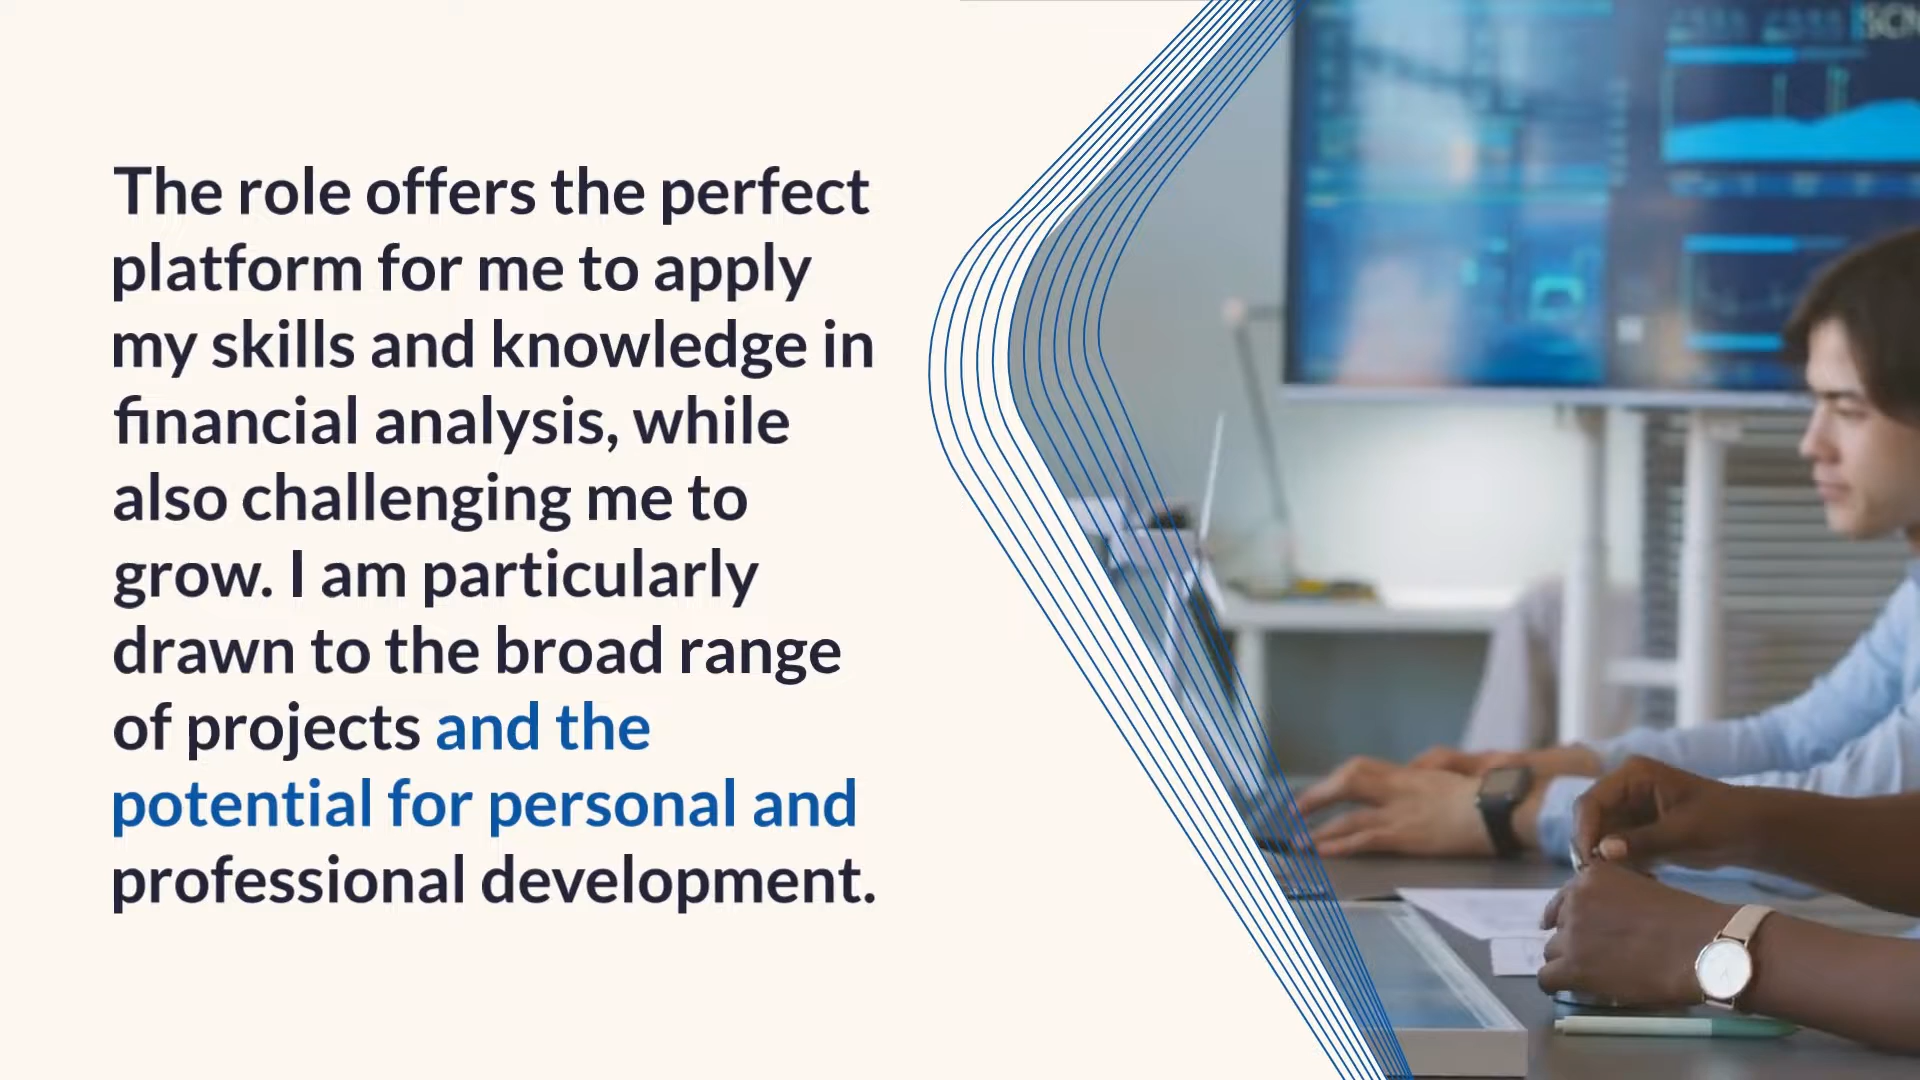 The role offers the perfect
platform for me to apply
my skills and knowledge in
financial analysis, while
also challenging me to
grow. I am particularly
drawn to the broad range
of projects and the
potential for personal and
professional development.